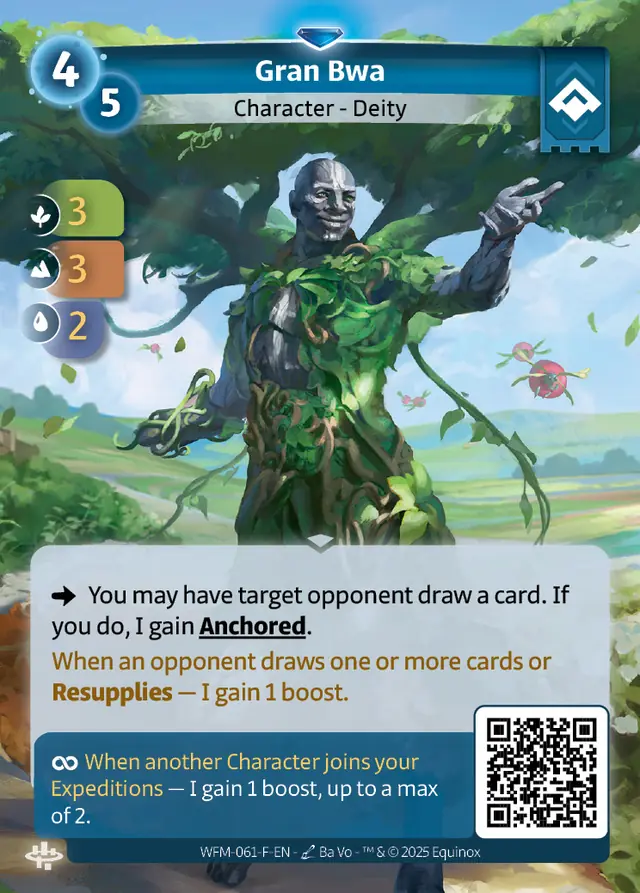 4
Gran Bwa
5
Character - Deity
3
3
2
You may have target opponent draw a card. If
you do, I gain Anchored.
When an opponent draws one or more cards or
Resupplies — I gain 1 boost.
∞ When another Character joins your
Expeditions — I gain 1 boost, up to a max
of 2.
WFM-061-F-EN - Ba Vo - ™ & © 2025 Equinox